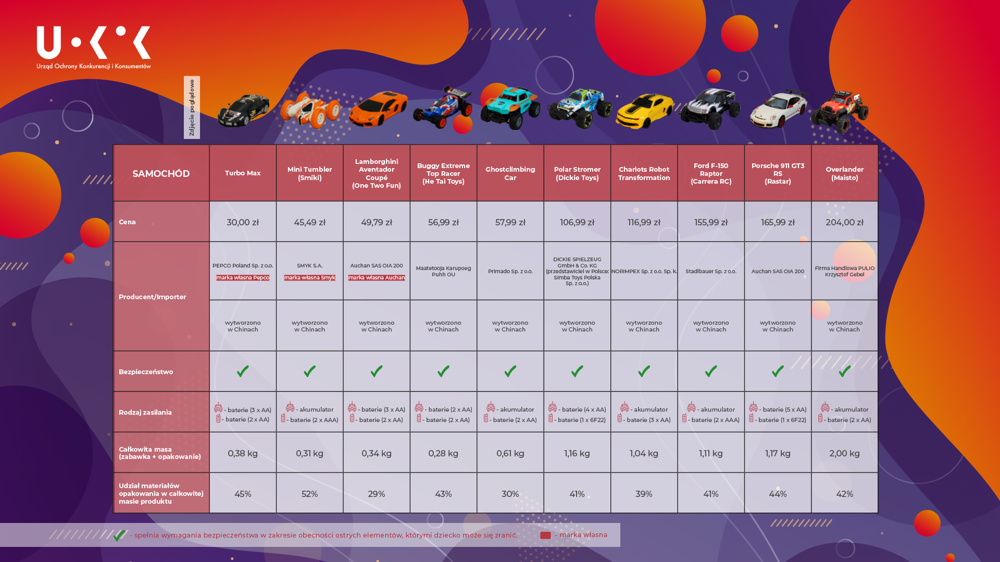 U·K·K
Urząd Ochrony Konkurencji i Konsumentów
Zdjęcie poglądowe
SAMOCHÓD
Turbo Max
Mini Tumbler
(Smiki)
Lamborghini
Aventador
Coupé
(One Two Fun)
Buggy Extreme
Top Racer
(He Tai Toys)
Ghostclimbing
Car
Polar Stromer
(Dickie Toys)
Chariots Robot
Transformation
Ford F-150
Raptor
(Carrera RC)
Porsche 911 GT3
RS
(Rastar)
Overlander
(Maisto)
Cena
30,00 zł
45,49 zł
49,79 zł
56,99 zł
57,99 zł
106,99 zł
116,99 zł
155,99 zł
165,99 zł
204,00 zł
Producent/Importer
PEPCO Poland Sp. z o.o.
marka własna Pepco
SMYK S.A.
marka własna Smyk
Auchan SAS OIA 200
marka własna Auchan
Maatetooja Karupoeg
Puhh OU
Primado Sp. z o.o.
DICKIE SPIELZEUG
GmbH & Co. KG
(przedstawiciel w Polsce:
Simba Toys Polska
Sp. z o.o.)
NORIMPEX Sp. z o.o. Sp. k.
Stadlbauer Sp. z o.o.
Auchan SAS OIA 200
Firma Handlowa PULIO
Krzysztof Gebel
wytworzono
w Chinach
wytworzono
w Chinach
wytworzono
w Chinach
wytworzono
w Chinach
wytworzono
w Chinach
wytworzono
w Chinach
wytworzono
w Chinach
wytworzono
w Chinach
wytworzono
w Chinach
wytworzono
w Chinach
Bezpieczeństwo
Rodzaj zasilania
- baterie (3 x AA)
- baterie (2 x AA)
- akumulator
- baterie (2 x AAA)
- baterie (3 x AA)
- baterie (2 x AA)
- baterie (2 x AA)
- baterie (2 x AA)
- akumulator
- baterie (2 x AA)
- baterie (4 x AA)
- baterie (1 x 6F22)
- akumulator
- baterie (3 x AA)
- akumulator
- baterie (2 x AAA)
- baterie (5 x AA)
- baterie (1 x 6F22)
- akumulator
- baterie (2 x AA)
Całkowita masa
(zabawka + opakowanie)
0,38 kg
0,31 kg
0,34 kg
0,28 kg
0,61 kg
1,16 kg
1,04 kg
1,11 kg
1,17 kg
2,00 kg
Udział materiałów
opakowania w całkowitej
masie produktu
45%
52%
29%
43%
30%
41%
39%
41%
44%
42%
- spełnia wymagania bezpieczeństwa w zakresie obecności ostrych elementów, którymi dziecko może się zranić.
- marka własna